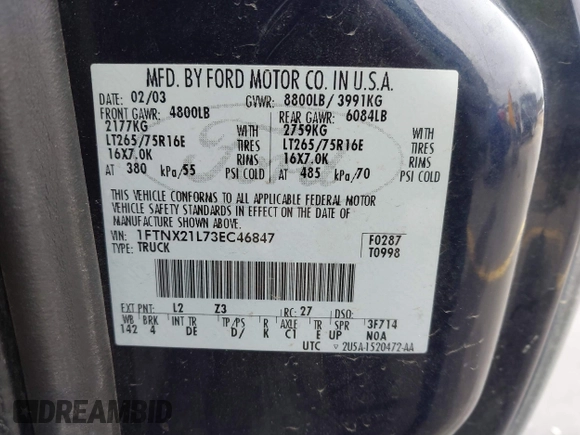 MFD. BY FORD MOTOR CO. IN U.S.A.
DATE: 02/03 GVWR: 8800LB/ 3991KG
FRONT GAWR: 4800LB REAR GAWR: 6084LB
2177KG WITH 2759KG WITH
LT265/75R16E TIRES LT265/75R16E TIRES
16X7.0K RIMS 16X7.0K RIMS
AT 380 kPa/55 PSI COLD AT 485 kPa/70 PSI COLD
THIS VEHICLE CONFORMS TO ALL APPLICABLE FEDERAL MOTOR
VEHICLE SAFETY STANDARDS IN EFFECT ON THE DATE OF
MANUFACTURE SHOWN ABOVE.
VIN: 1FTNX21L73EC46847 F0287
TYPE: TRUCK T0998
EXT PNT: L2 Z3 RC: 27 DSO:
WB BRK INT TR TP/PS R AXLE TR SPR 3F714
142 4 DE D/ K C1 E UP N0A
UTC ▽ 2U5A-1520472-AA
Ford
DREAMBID